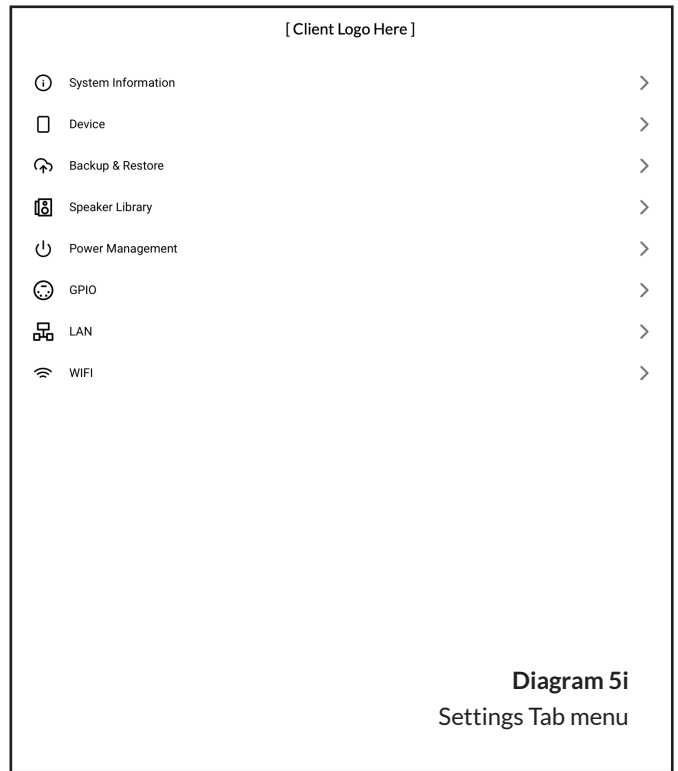 [ Client Logo Here ]
System Information
Device
Backup & Restore
Speaker Library
Power Management
GPIO
LAN
WIFI
Diagram 5i
Settings Tab menu